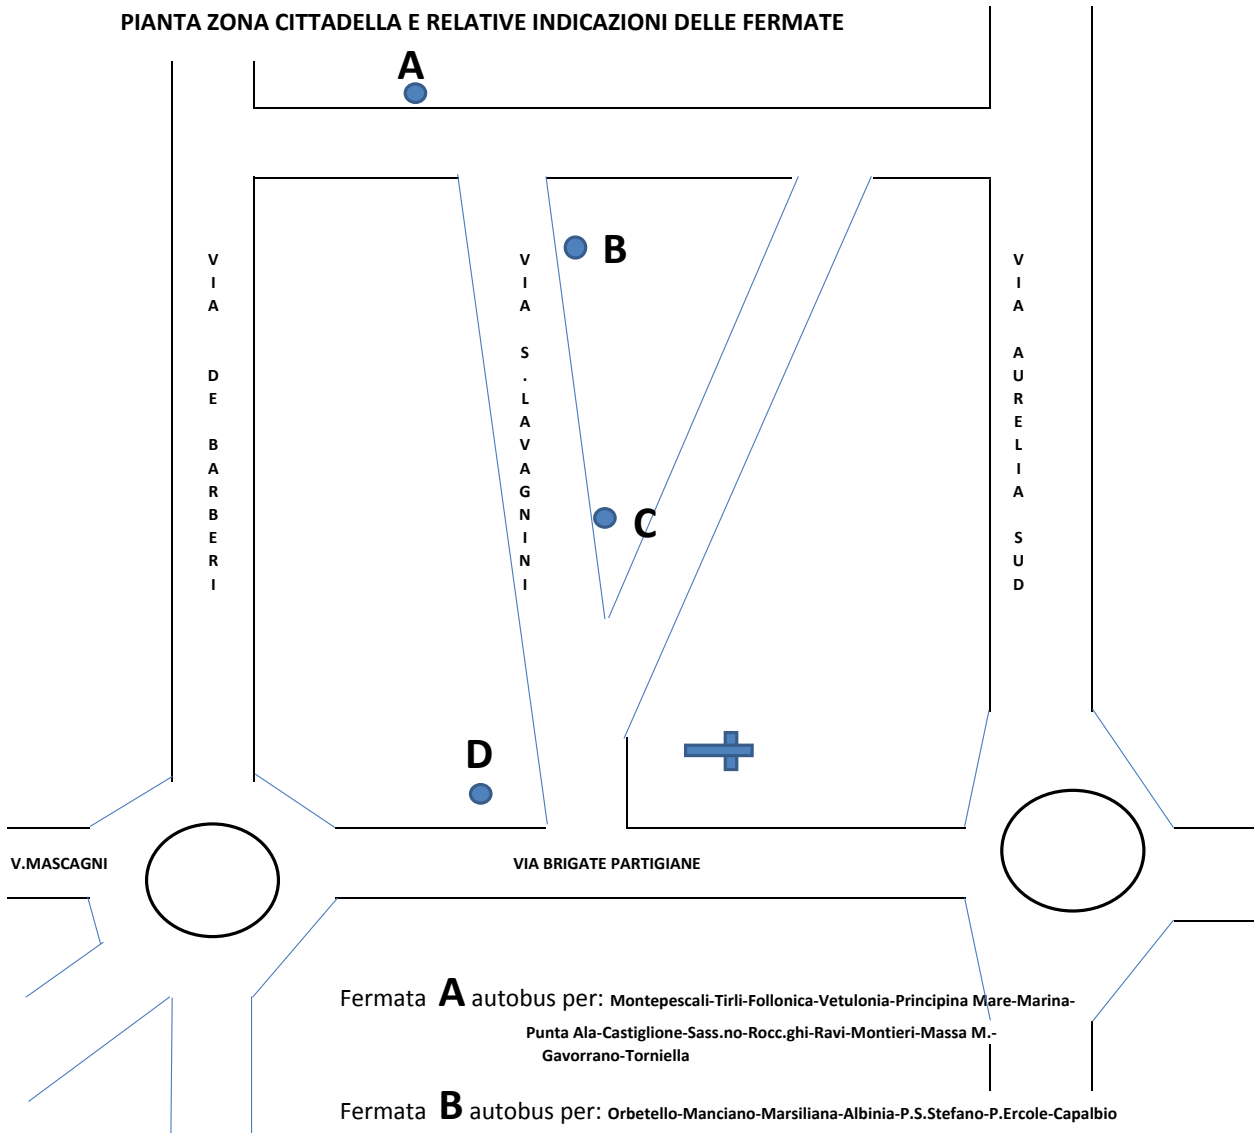 PIANTA ZONA CITTADELLA E RELATIVE INDICAZIONI DELLE FERMATE
A
B
C
D
VIA DE BARBERI
VIA S.LAVAGNINI
VIA AURELIA SUD
V.MASCAGNI
VIA BRIGATE PARTIGIANE
Fermata A autobus per: Montepescali-Tirli-Follonica-Vetulonia-Principina Mare-Marina-
Punta Ala-Castiglione-Sass.no-Rocc.ghi-Ravi-Montieri-Massa M.-
Gavorrano-Torniella
Fermata B autobus per: Orbetello-Manciano-Marsiliana-Albinia-P.S.Stefano-P.Ercole-Capalbio